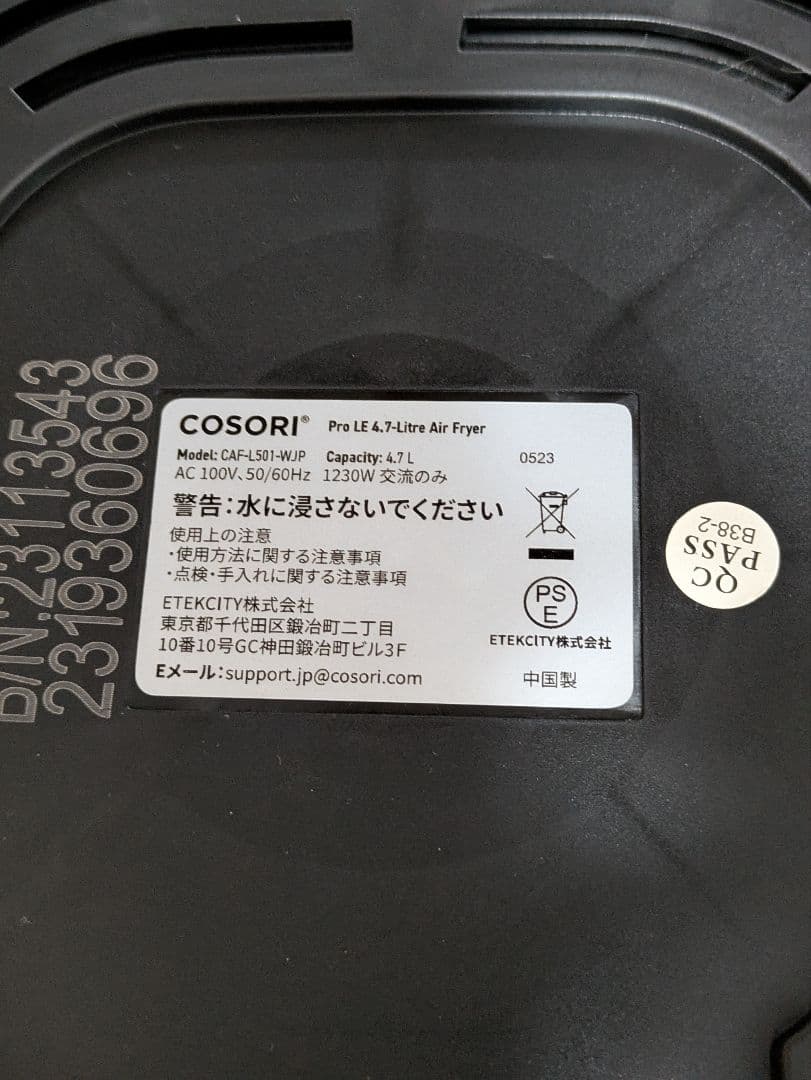 COSORI® Pro LE 4.7-Litre Air Fryer
Model: CAF-L501-WJP Capacity: 4.7 L 0523
AC 100V、50/60Hz 1230W 交流のみ
警告：水に浸さないでください
使用上の注意
・使用方法に関する注意事項
・点検・手入れに関する注意事項
ETEKCITY株式会社
東京都千代田区鍛冶町二丁目
10番10号GC神田鍛冶町ビル3F
Eメール：support.jp@cosori.com
PS
E
ETEKCITY株式会社
中国製
QC
PASS
B38-2
P/N:23113543
2319360696